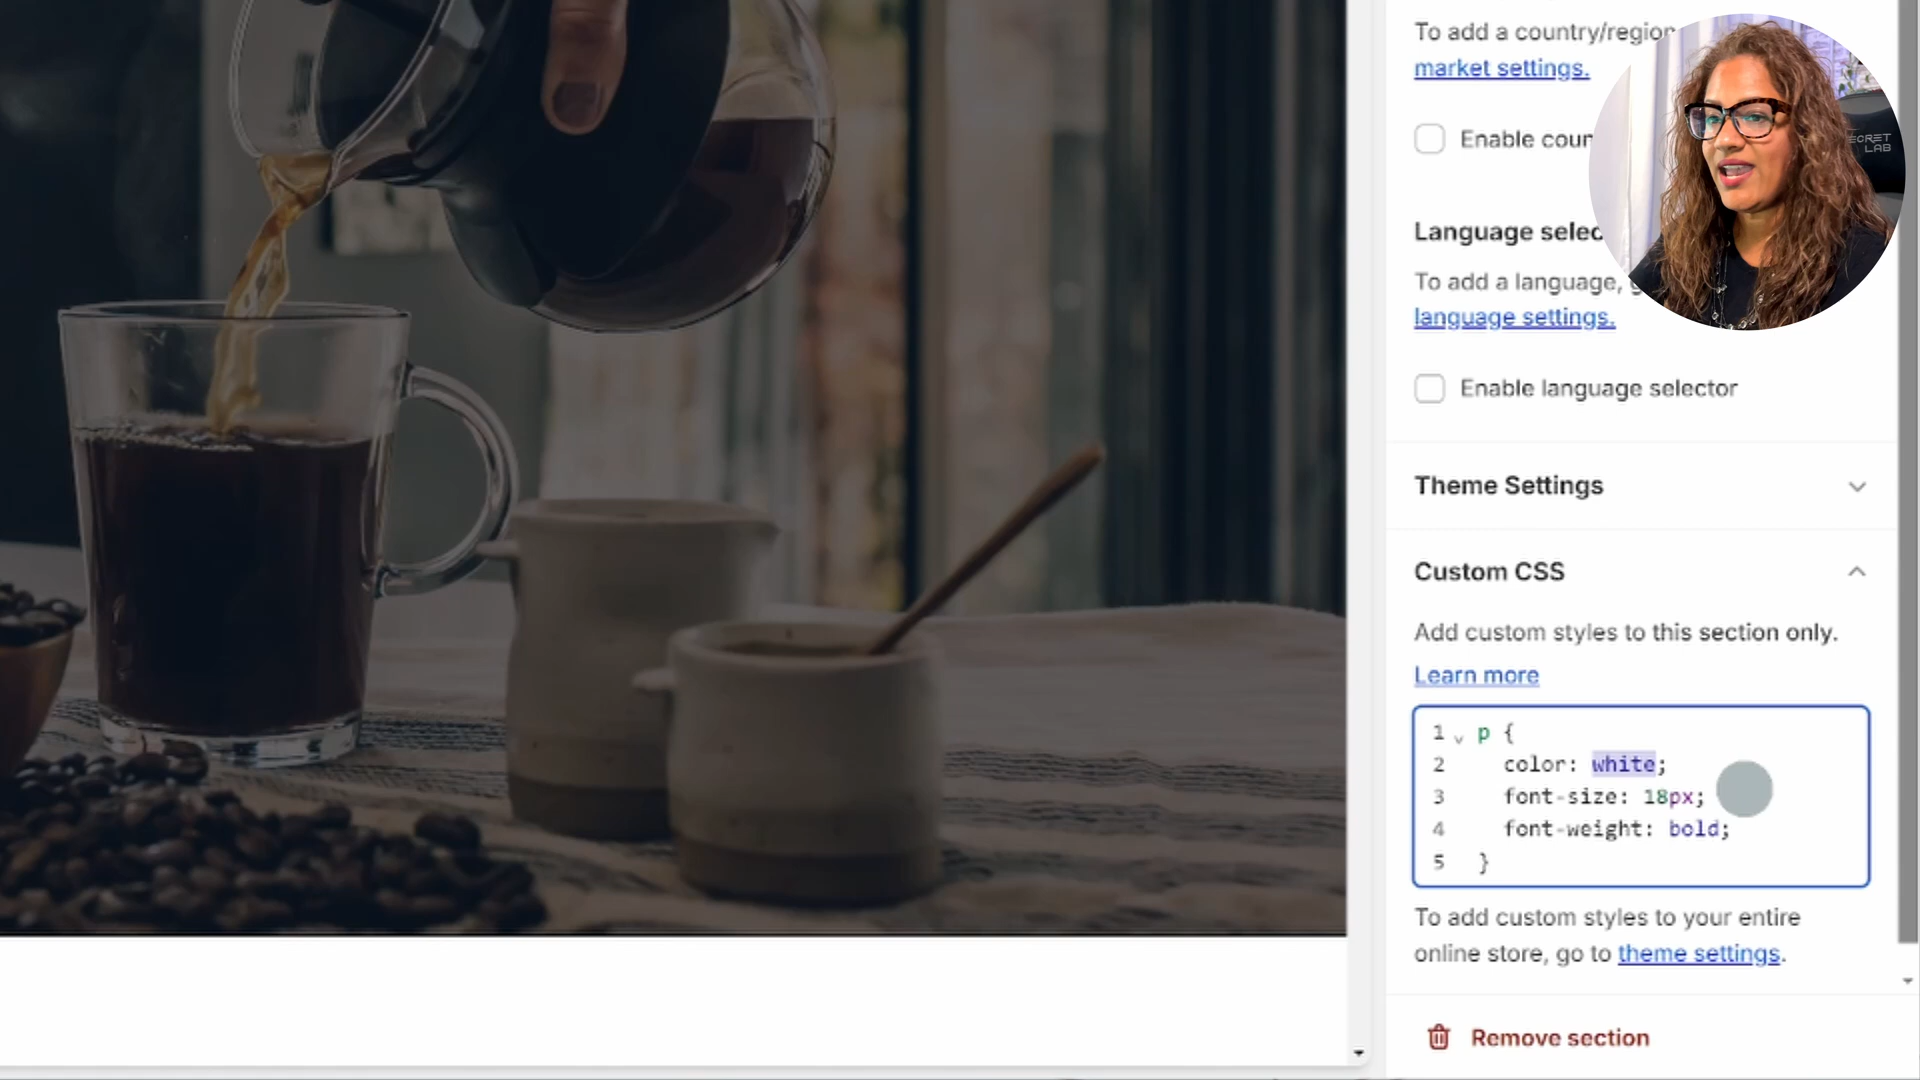 To add a country/region
market settings.
Enable coun
Language selec
To add a language, g
language settings.
Enable language selector
Theme Settings
Custom CSS
Add custom styles to this section only.
Learn more
1 p {
2 color: white;
3 font-size: 18px;
4 font-weight: bold;
5 }
To add custom styles to your entire
online store, go to theme settings.
Remove section
ECRET
LAB